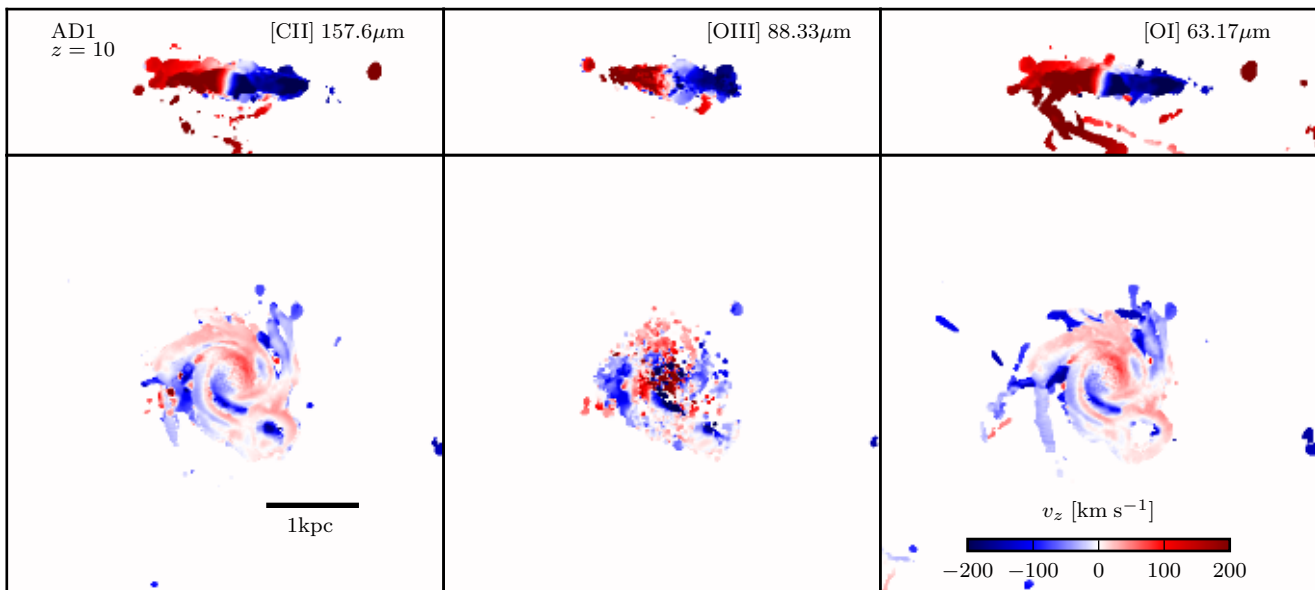 AD1
z = 10
[CII] 157.6μm
[OIII] 88.33μm
[OI] 63.17μm
1kpc
v_z [km s⁻¹]
−200 −100 0 100 200